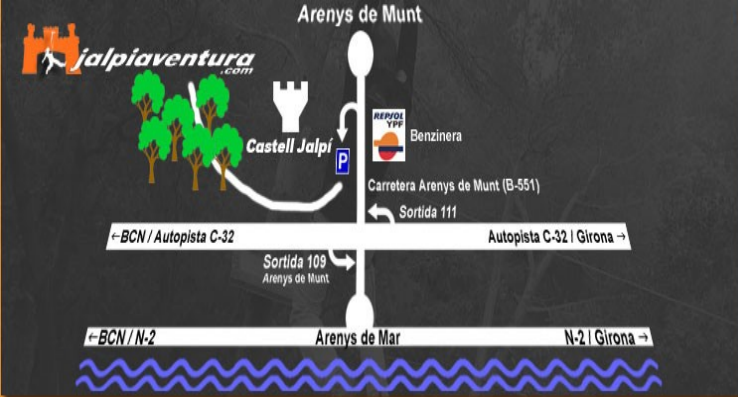 Arenys de Munt
jalpiaventura
.com
REPSOL
YPF
Benzinera
Castell Jalpí
P
Carretera Arenys de Munt (B-551)
Sortida 111
←BCN / Autopista C-32
Autopista C-32 / Girona →
Sortida 109
Arenys de Munt
←BCN / N-2
Arenys de Mar
N-2 / Girona →